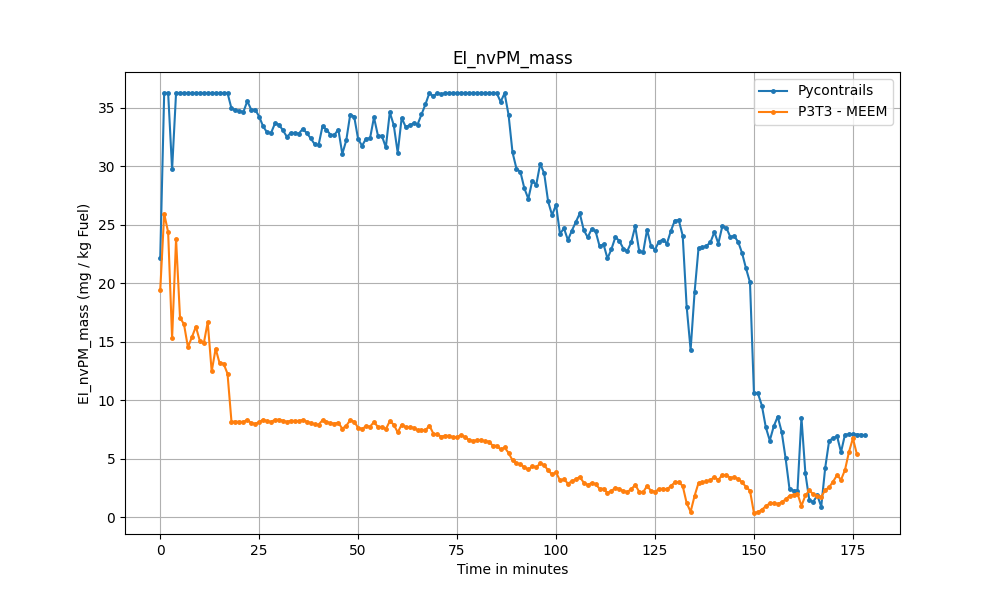 EI_nvPM_mass
Pycontrails
P3T3 - MEEM
EI_nvPM_mass (mg / kg Fuel)
35
30
25
20
15
10
5
0
0 25 50 75 100 125 150 175
Time in minutes